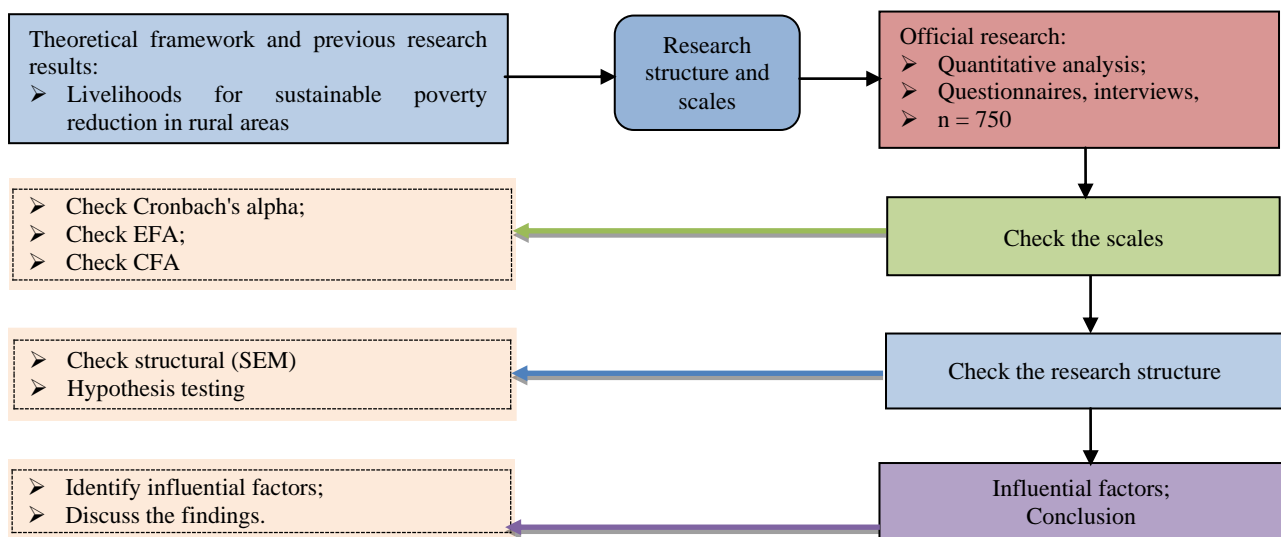 Theoretical framework and previous research
results:
➢ Livelihoods for sustainable poverty
reduction in rural areas
Research
structure and
scales
Official research:
➢ Quantitative analysis;
➢ Questionnaires, interviews,
➢ n = 750
➢ Check Cronbach's alpha;
➢ Check EFA;
➢ Check CFA
Check the scales
➢ Check structural (SEM)
➢ Hypothesis testing
Check the research structure
➢ Identify influential factors;
➢ Discuss the findings.
Influential factors;
Conclusion